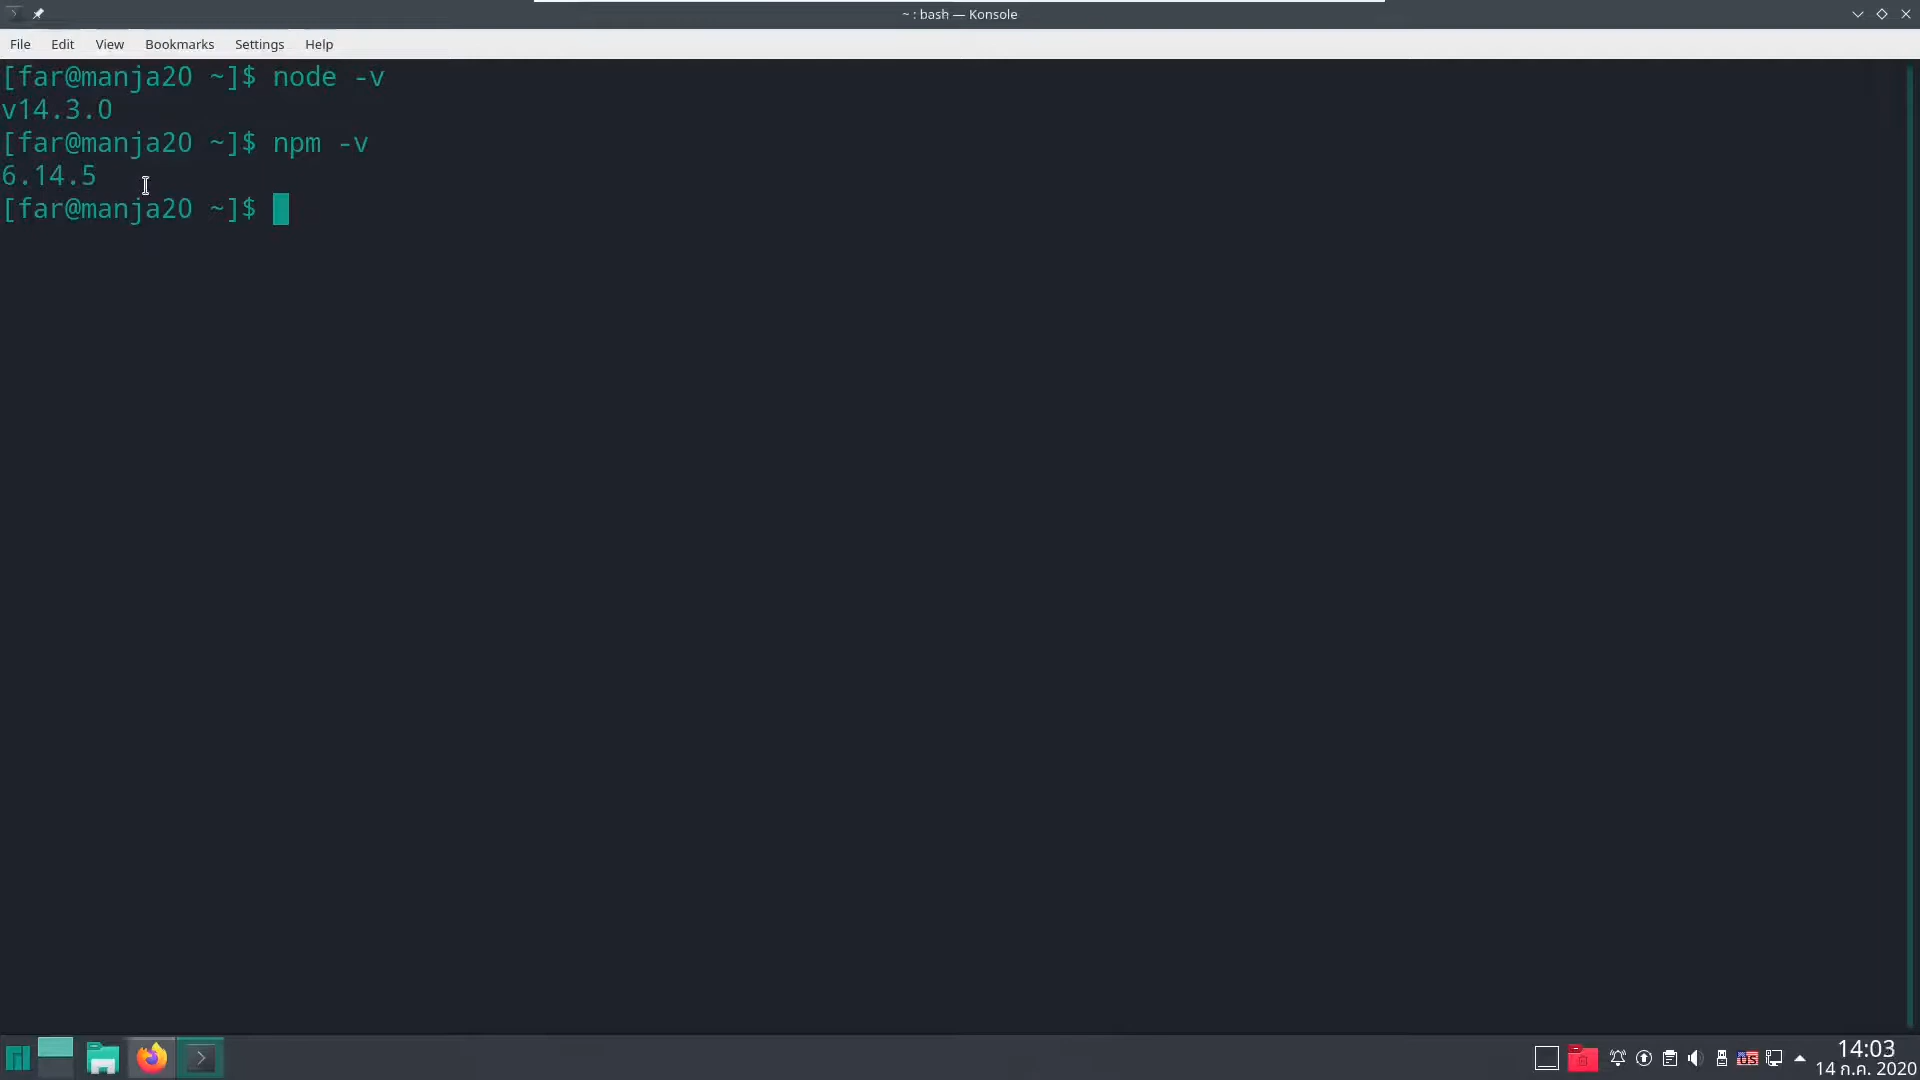 ~ : bash — Konsole
File Edit View Bookmarks Settings Help
[far@manja20 ~]$ node -v
v14.3.0
[far@manja20 ~]$ npm -v
6.14.5
[far@manja20 ~]$
US
14:03
14 ก.ค. 2020